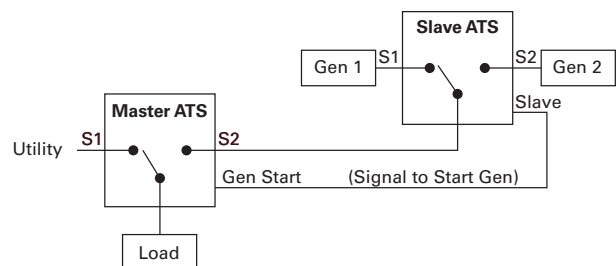 Slave ATS
Gen 1
S1
S2
Gen 2
Slave
Master ATS
Utility
S1
S2
Gen Start
(Signal to Start Gen)
Load